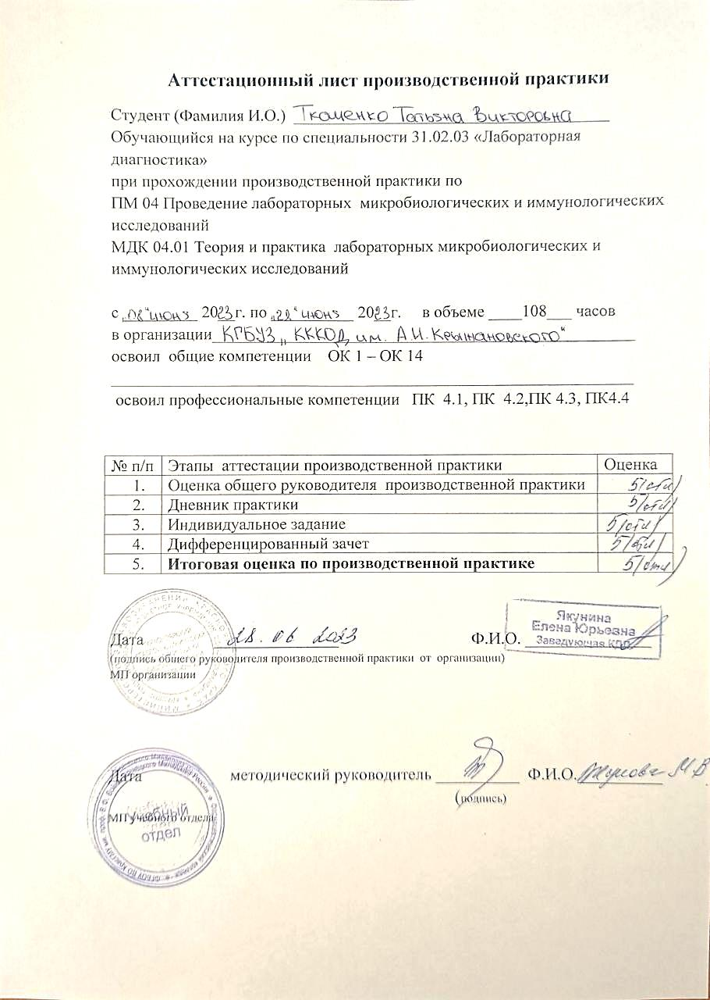 Аттестационный лист производственной практики
Студент (Фамилия И.О.) Ткаченко Татьяна Викторовна
Обучающийся на курсе по специальности 31.02.03 «Лабораторная
диагностика»
при прохождении производственной практики по
ПМ 04 Проведение лабораторных микробиологических и иммунологических
исследований
МДК 04.01 Теория и практика лабораторных микробиологических и
иммунологических исследований
с „08“ июня 2023г. по „28“ июня 2023г. в объеме ____108___ часов
в организации КГБУЗ „КККОД им. А.И. Крыжановского“
освоил общие компетенции ОК 1 – ОК 14
освоил профессиональные компетенции ПК 4.1, ПК 4.2,ПК 4.3, ПК4.4
№ п/п Этапы аттестации производственной практики Оценка
1. Оценка общего руководителя производственной практики 5/отл/
2. Дневник практики 5/отл/
3. Индивидуальное задание 5/отл/
4. Дифференцированный зачет 5/отл/
5. Итоговая оценка по производственной практике 5/отл/
Якунина
Елена Юрьевна
Заведующая КДЛ
Дата 28.06 2023 Ф.И.О.
(подпись общего руководителя производственной практики от организации)
МП организации
Дата методический руководитель Ф.И.О. М.В
(подпись)
МП учебного отдела
Учебный
отдел